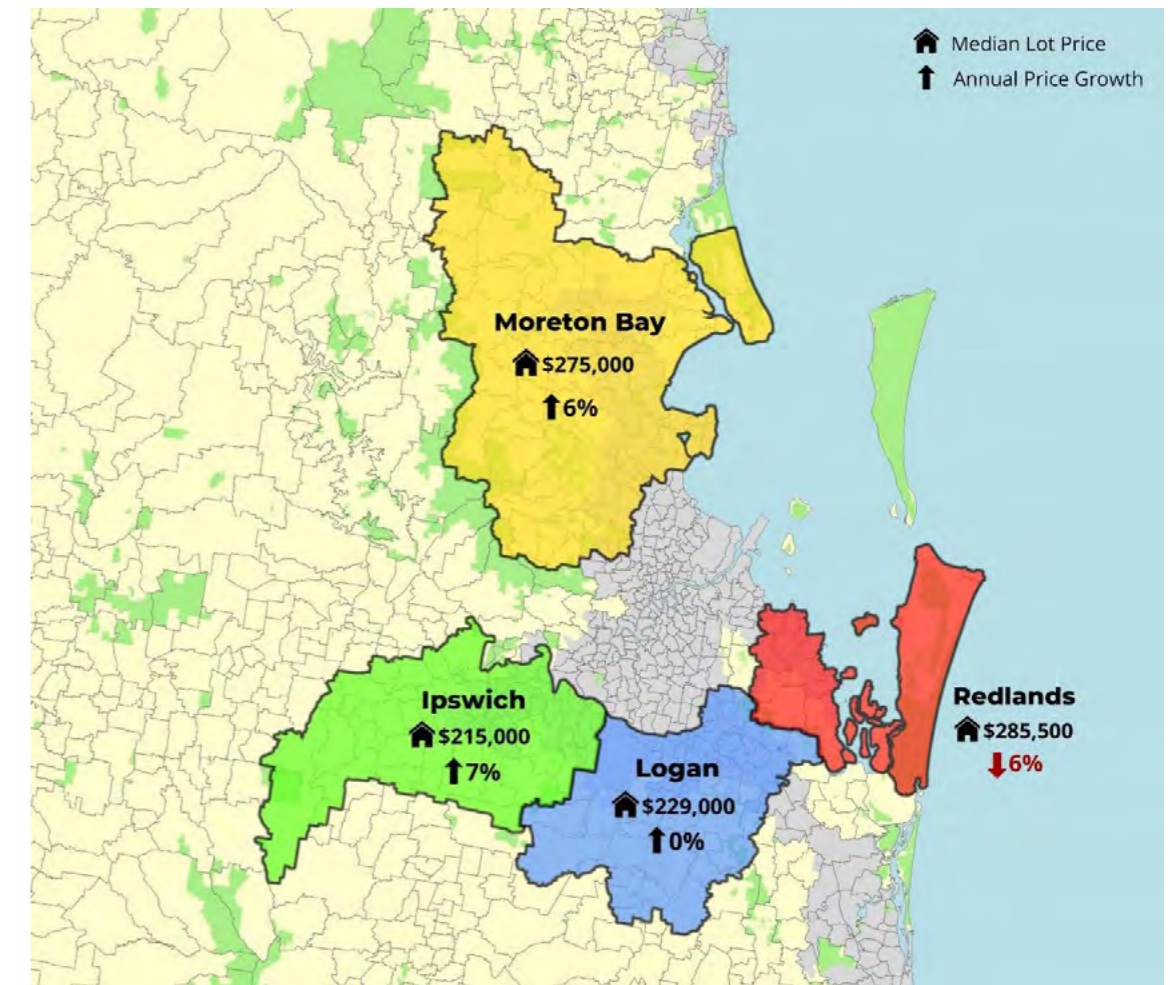 Median Lot Price
Annual Price Growth
Moreton Bay
$275,000
6%
Ipswich
$215,000
7%
Logan
$229,000
0%
Redlands
$285,500
6%